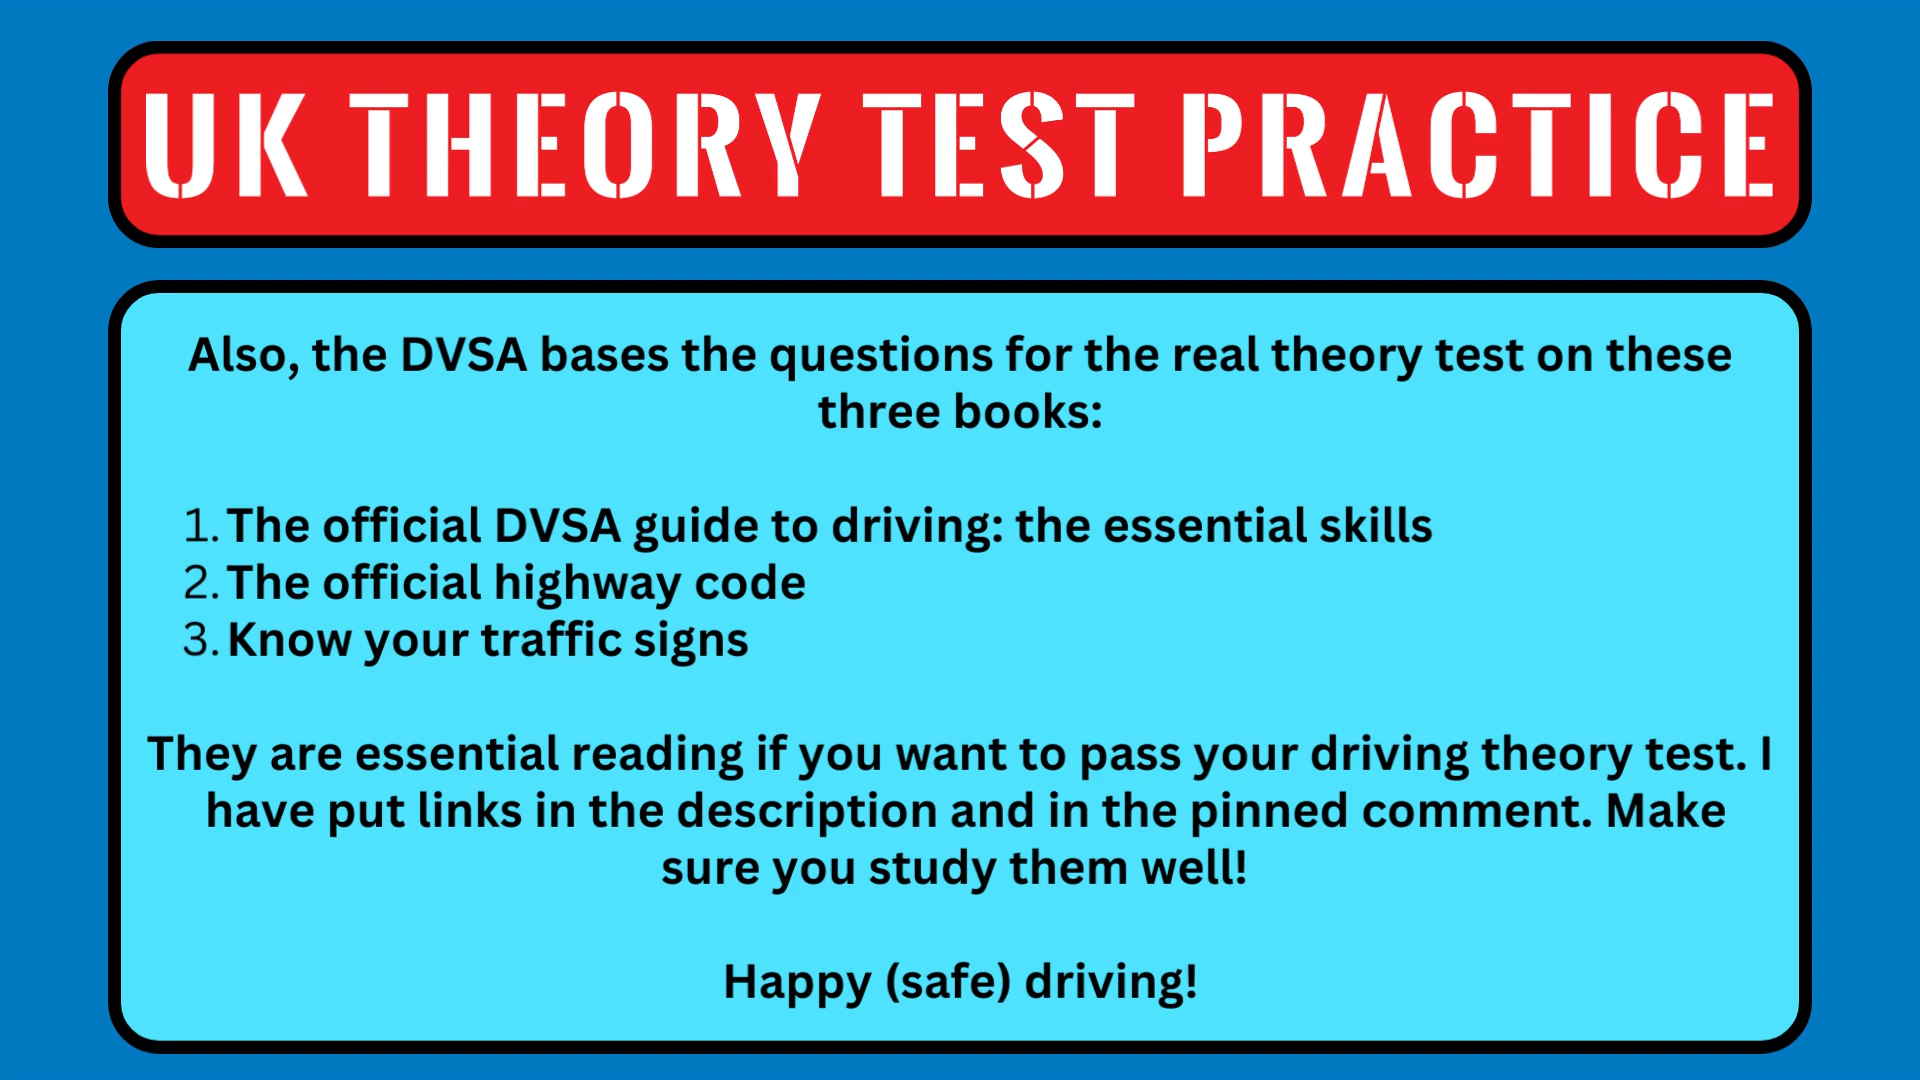 UK THEORY TEST PRACTICE
Also, the DVSA bases the questions for the real theory test on these
three books:
1. The official DVSA guide to driving: the essential skills
2. The official highway code
3. Know your traffic signs
They are essential reading if you want to pass your driving theory test. I
have put links in the description and in the pinned comment. Make
sure you study them well!
Happy (safe) driving!